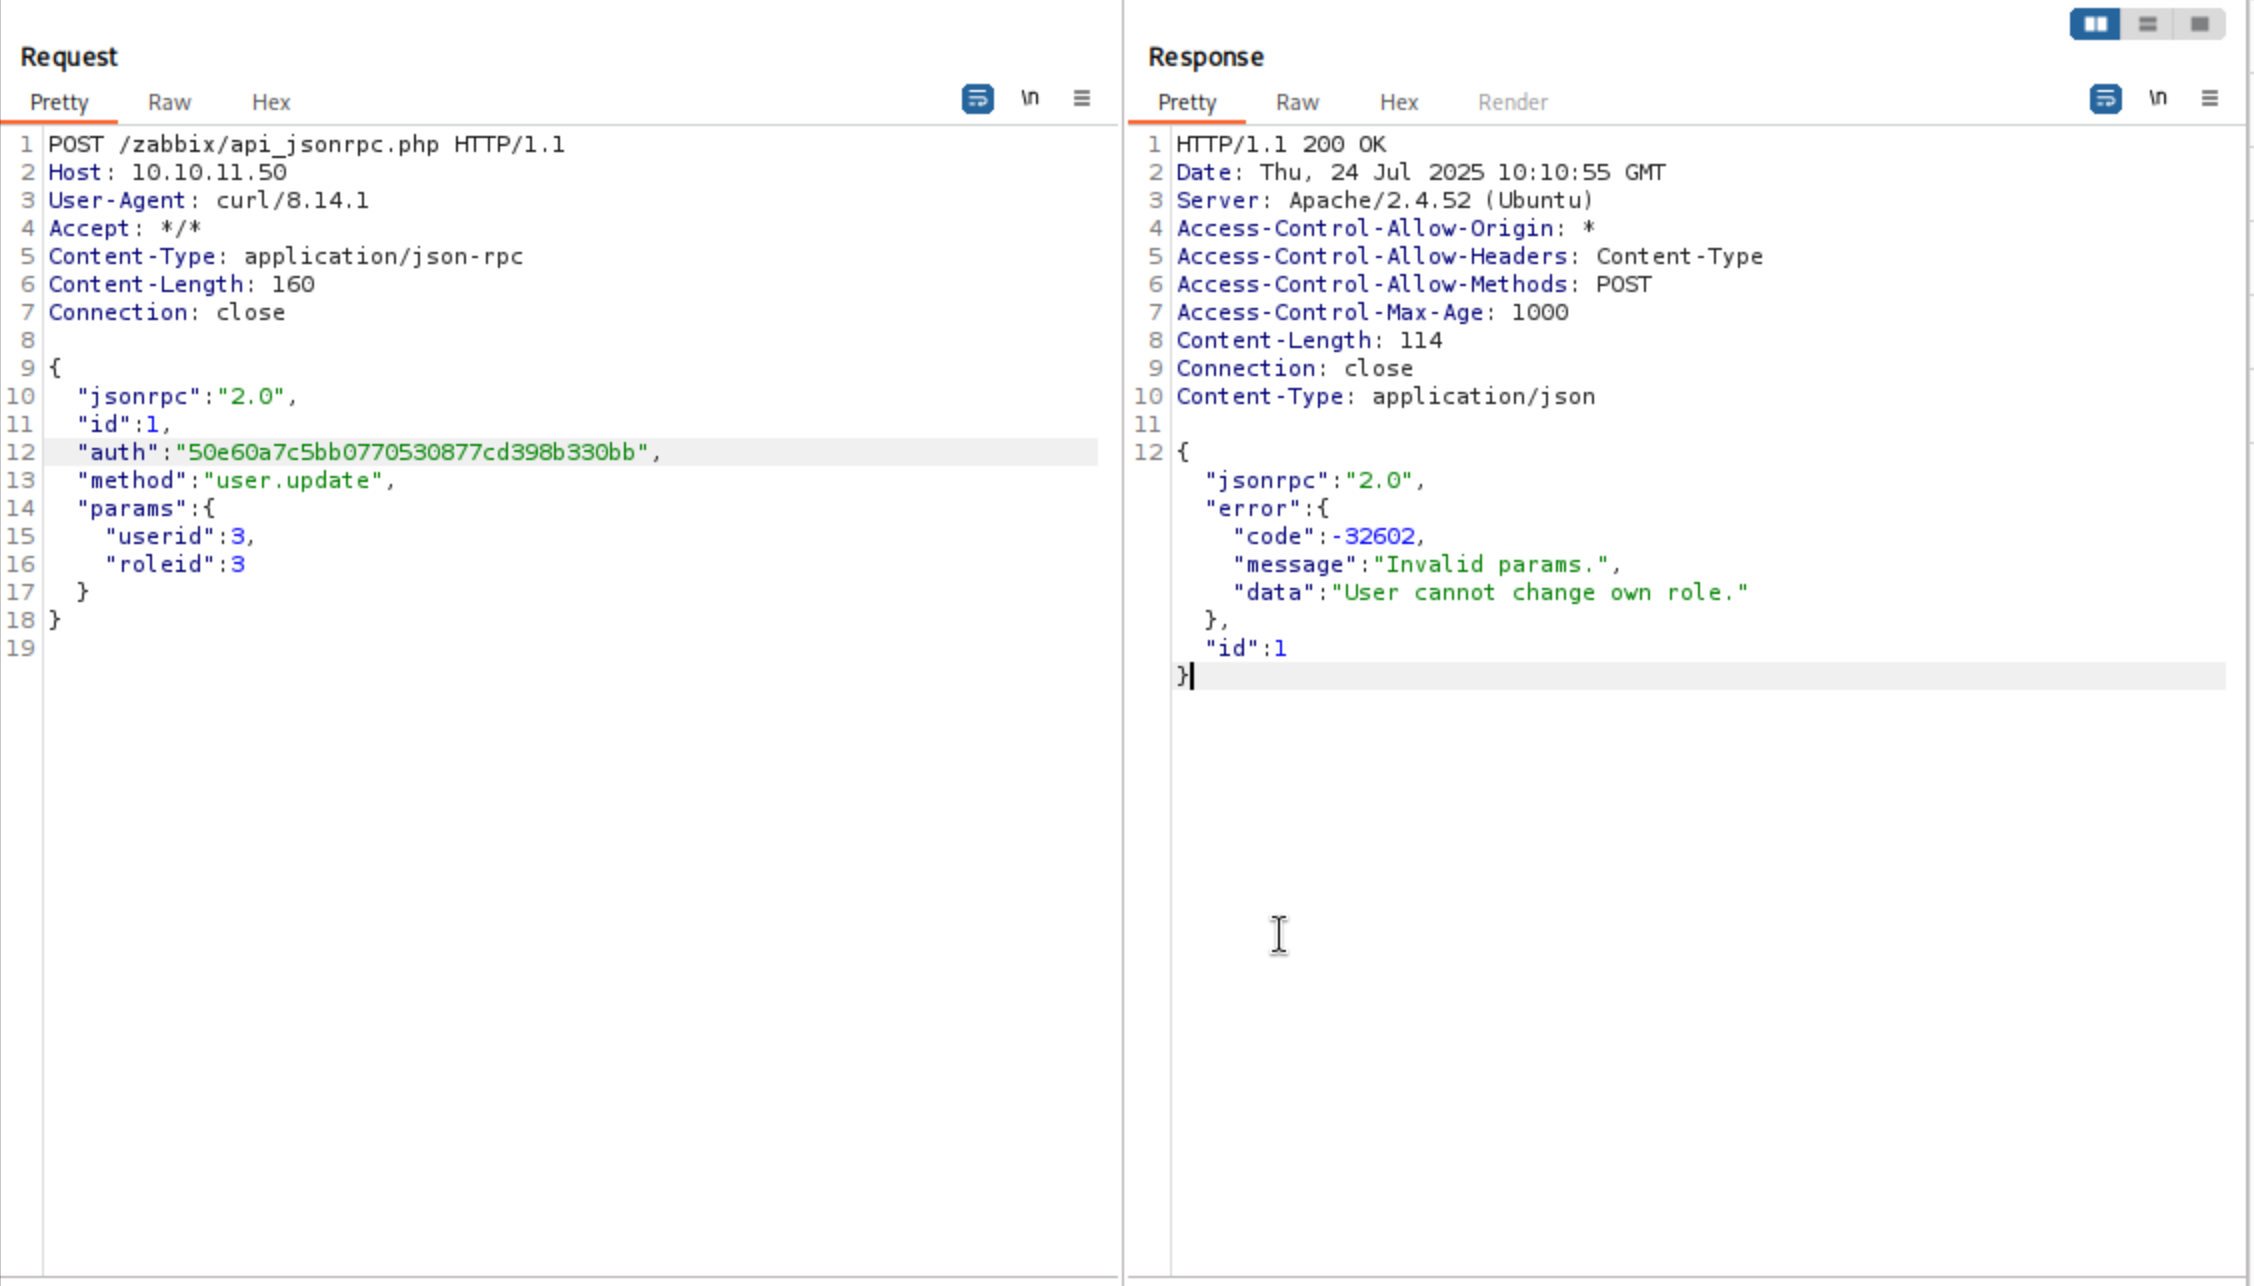 Request
Pretty Raw Hex \n
1 POST /zabbix/api_jsonrpc.php HTTP/1.1
2 Host: 10.10.11.50
3 User-Agent: curl/8.14.1
4 Accept: */*
5 Content-Type: application/json-rpc
6 Content-Length: 160
7 Connection: close
8
9 {
10 "jsonrpc":"2.0",
11 "id":1,
12 "auth":"50e60a7c5bb0770530877cd398b330bb",
13 "method":"user.update",
14 "params":{
15 "userid":3,
16 "roleid":3
17 }
18 }
19
Response
Pretty Raw Hex Render \n
1 HTTP/1.1 200 OK
2 Date: Thu, 24 Jul 2025 10:10:55 GMT
3 Server: Apache/2.4.52 (Ubuntu)
4 Access-Control-Allow-Origin: *
5 Access-Control-Allow-Headers: Content-Type
6 Access-Control-Allow-Methods: POST
7 Access-Control-Max-Age: 1000
8 Content-Length: 114
9 Connection: close
10 Content-Type: application/json
11
12 {
"jsonrpc":"2.0",
"error":{
"code":-32602,
"message":"Invalid params.",
"data":"User cannot change own role."
},
"id":1
}